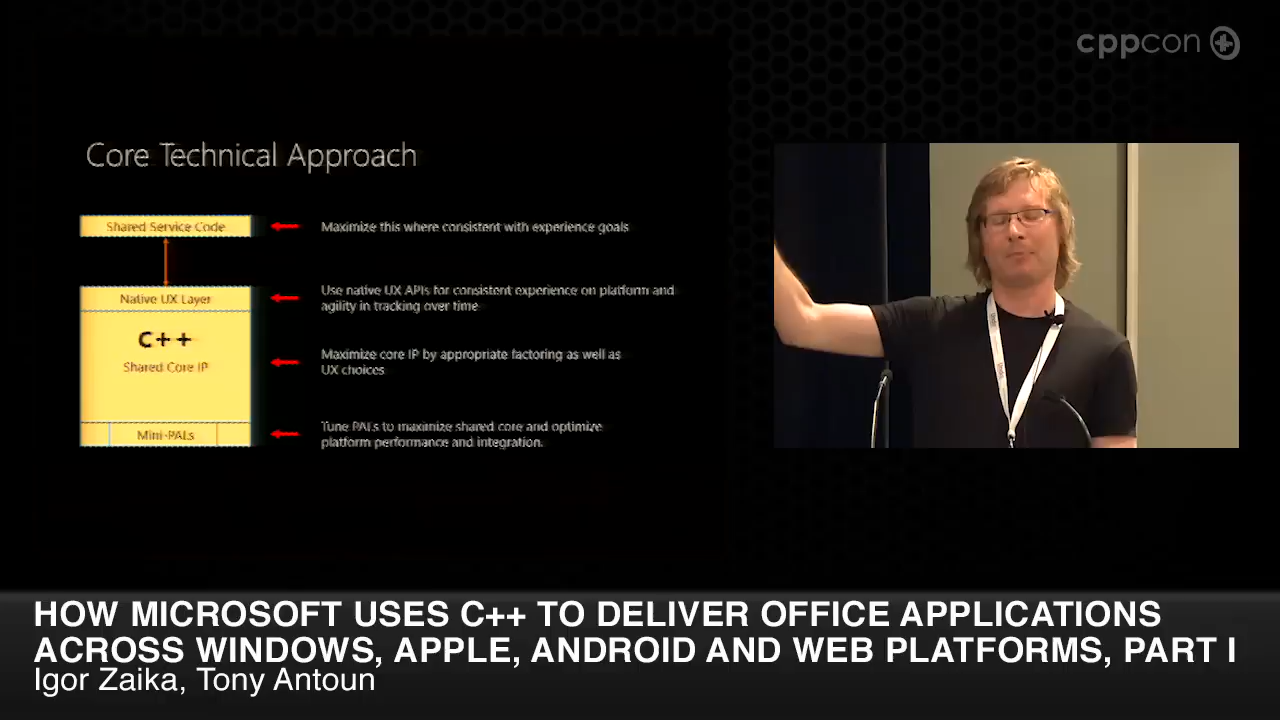 cppcon
Core Technical Approach
Shared Service Code
Maximize this where consistent with experience goals
Native UX Layer
Use native UX APIs for consistent experience on platform and
agility in tracking over time
C++
Shared Core IP
Maximize core IP by appropriate factoring as well as
UX choices
Mini-PALs
Tune PALs to maximize shared core and optimize
platform performance and integration.
HOW MICROSOFT USES C++ TO DELIVER OFFICE APPLICATIONS
ACROSS WINDOWS, APPLE, ANDROID AND WEB PLATFORMS, PART I
Igor Zaika, Tony Antoun